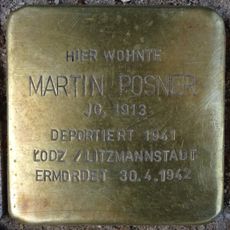 HIER WOHNTE
MARTIN POSNER
JG. 1913
DEPORTIERT 1941
ŁODZ / LITZMANNSTADT
ERMORDET 30.4.1942